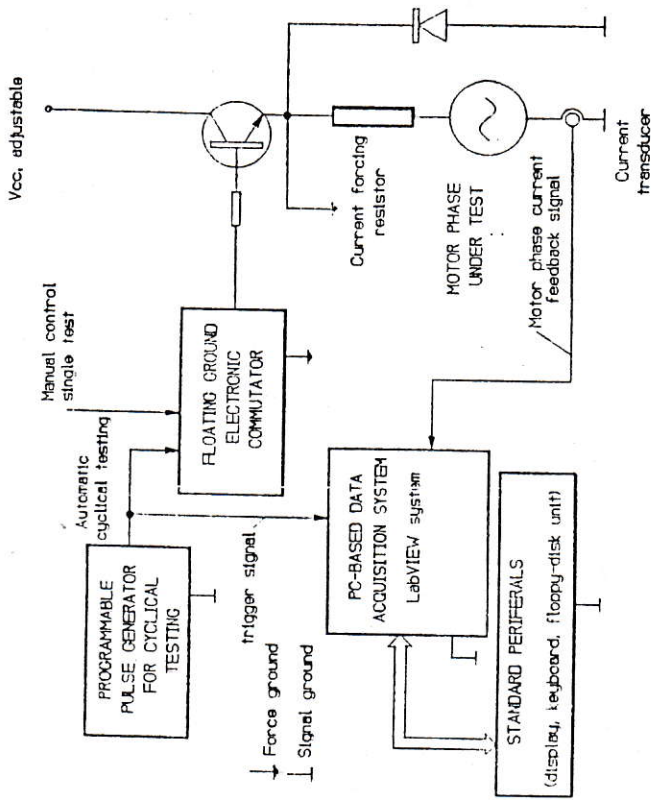 Vcc, adjustable
Manual control
single test
Automatic
cyclical testing
PROGRAMMABLE
PULSE GENERATOR
FOR CYCLICAL
TESTING
FLOATING GROUND
ELECTRONIC
COMMUTATOR
Current forcing
resistor
MOTOR PHASE
UNDER TEST
Motor phase current
feedback signal
Current
transducer
trigger signal
Force ground
Signal ground
PC-BASED DATA
ACQUISITION SYSTEM
LabVIEW system
STANDARD PERIFERALS
(display, keyboard, floppy-disk unit)